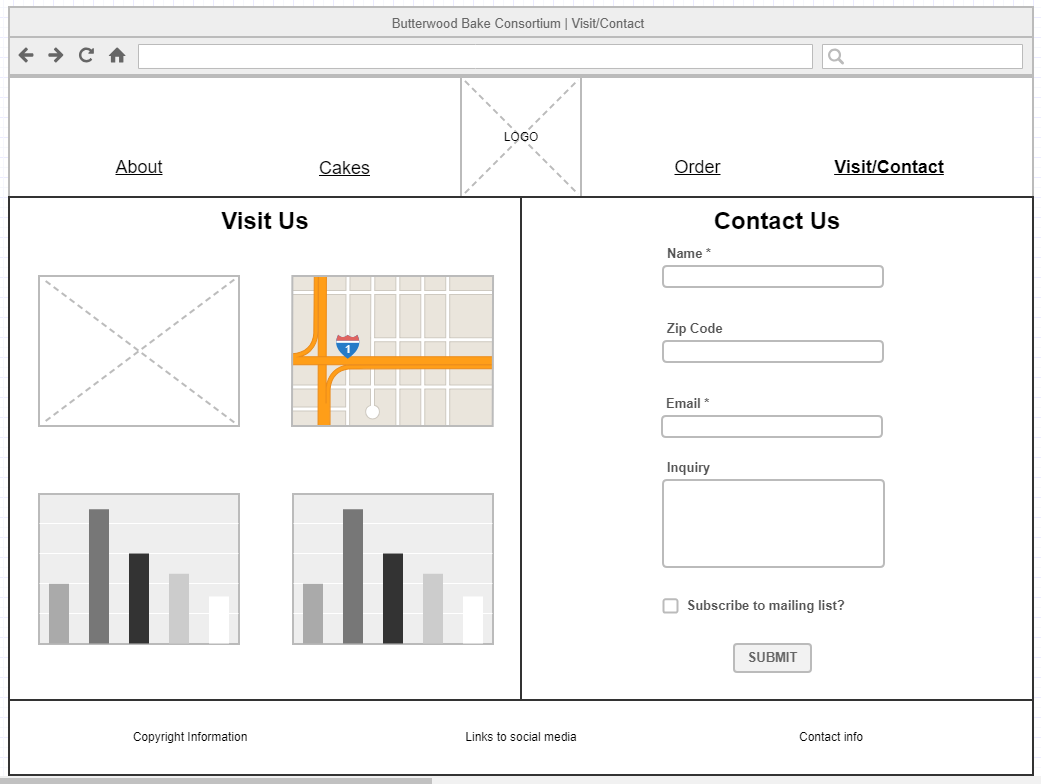 Butterwood Bake Consortium | Visit/Contact
LOGO
About
Cakes
Order
Visit/Contact
Visit Us
1
Contact Us
Name *
Zip Code
Email *
Inquiry
Subscribe to mailing list?
SUBMIT
Copyright Information
Links to social media
Contact info